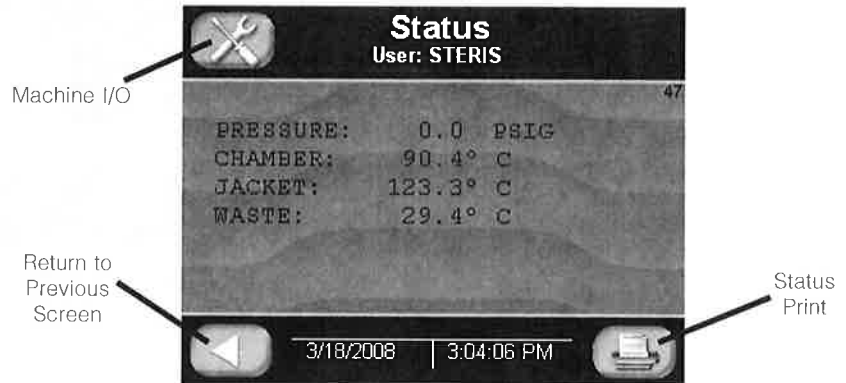 Status
User: STERIS
Machine I/O
47
PRESSURE: 0.0 PSIG
CHAMBER: 90.4° C
JACKET: 123.3° C
WASTE: 29.4° C
Return to
Previous
Screen
Status
Print
3/18/2008 3:04:06 PM